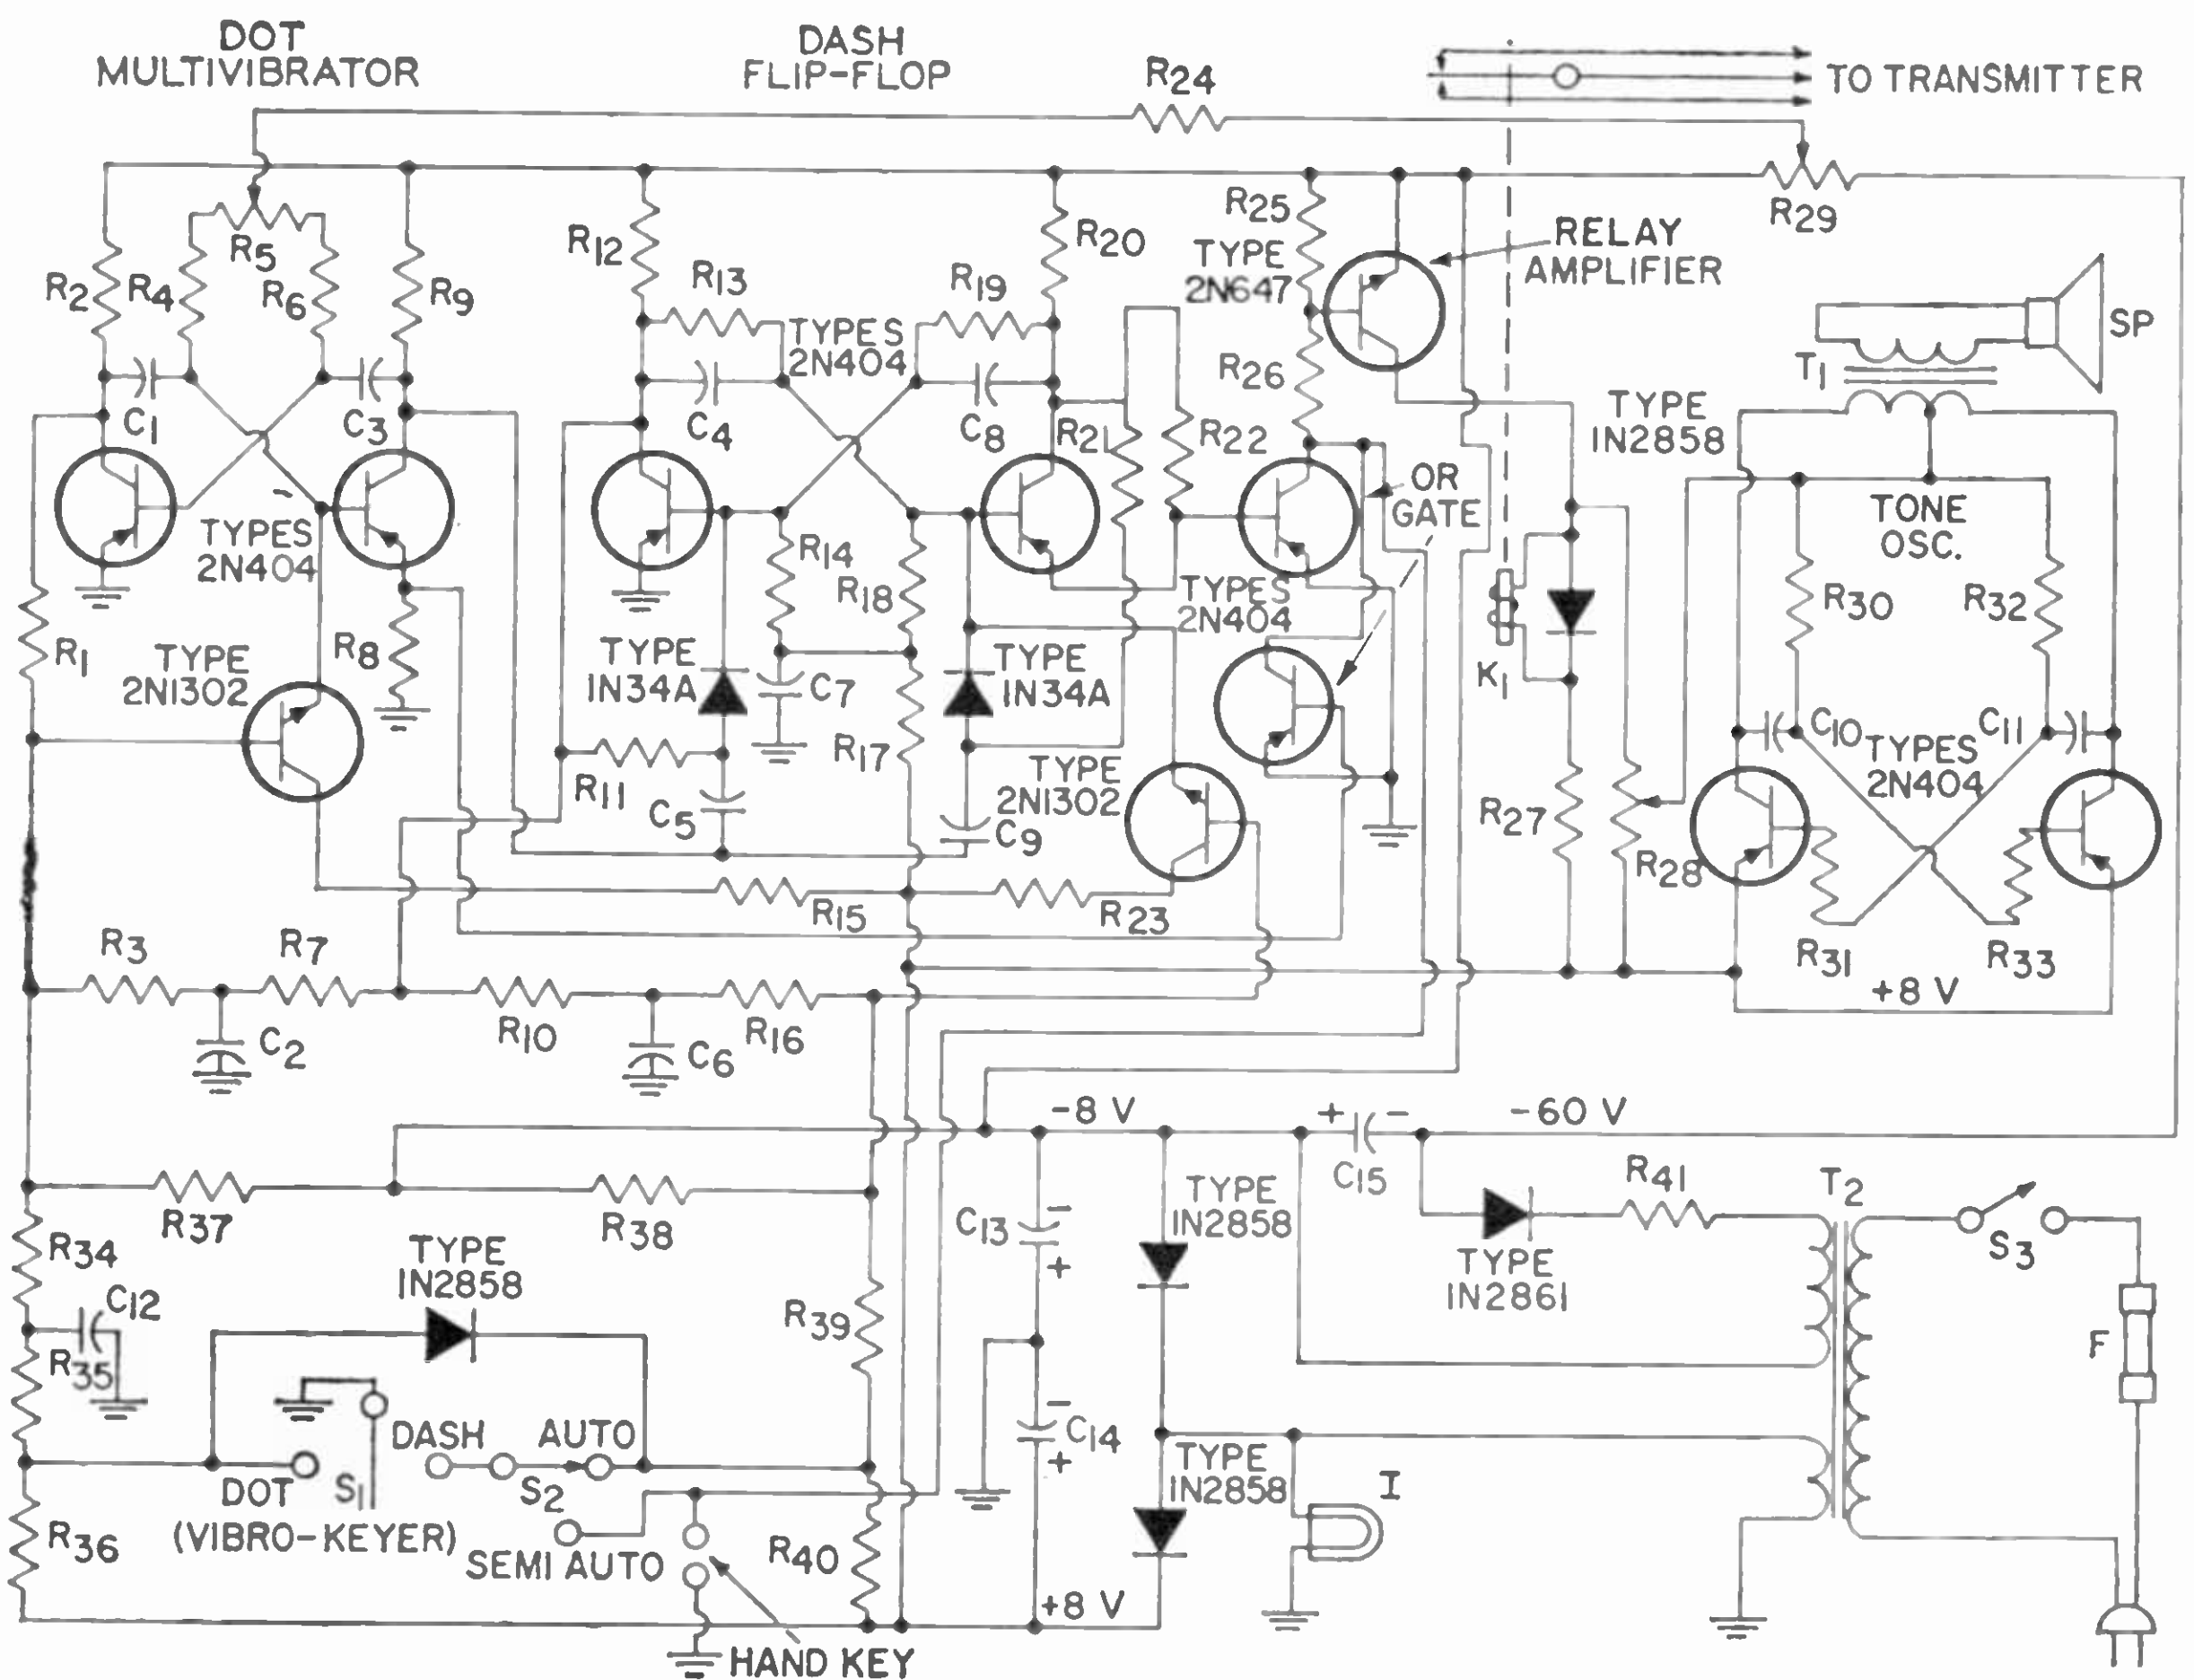 DOT
MULTIVIBRATOR
DASH
FLIP-FLOP
R24
TO TRANSMITTER
R29
R2
R4
R5
R6
R9
R12
R13
R19
R20
R25
TYPE
2N647
RELAY
AMPLIFIER
SP
T1
C1
C3
TYPES
2N404
C4
C8
R21
R22
R26
TYPE
1N2858
OR
GATE
TONE
OSC.
-
TYPES
2N404
R14
R18
TYPES
2N404
R30
R32
R1
TYPE
2N1302
R8
TYPE
1N34A
C7
TYPE
1N34A
K1
R17
R11
C5
C9
TYPE
2N1302
C10
TYPES
2N404
C11
R27
R28
R15
R23
R31
R33
+8 V
R3
R7
C2
R10
C6
R16
-8 V
+ -
-60 V
C15
R37
R38
R34
C12
R35
TYPE
1N2858
R39
C13
-
+
TYPE
1N2858
TYPE
1N2861
R41
T2
S3
F
DOT
S1
(VIBRO-KEYER)
DASH
S2
AUTO
SEMI AUTO
R36
R40
C14
-
+
TYPE
1N2858
I
+8 V
HAND KEY